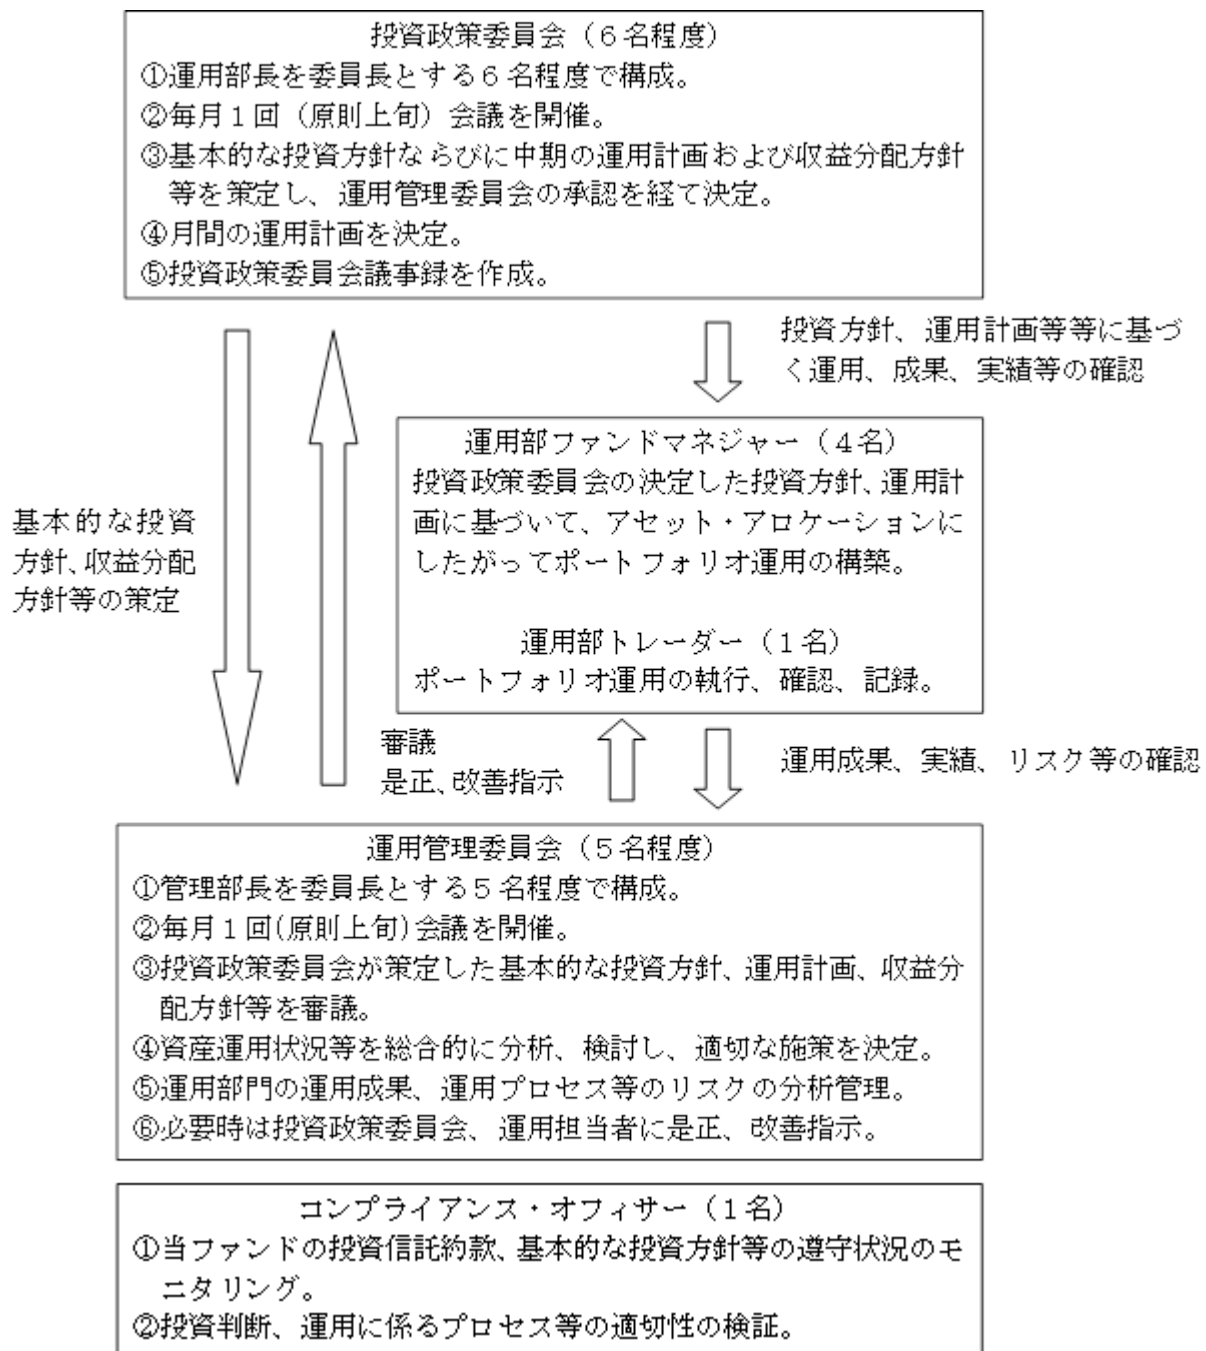 投資政策委員会（６名程度）
①運用部長を委員長とする６名程度で構成。
②毎月１回（原則上旬）会議を開催。
③基本的な投資方針ならびに中期の運用計画および収益分配方針
等を策定し、運用管理委員会の承認を経て決定。
④月間の運用計画を決定。
⑤投資政策委員会議事録を作成。
投資方針、運用計画等等に基づ
く運用、成果、実績等の確認
運用部ファンドマネジャー（４名）
投資政策委員会の決定した投資方針、運用計
画に基づいて、アセット・アロケーションに
したがってポートフォリオ運用の構築。
基本的な投資
方針、収益分配
方針等の策定
運用部トレーダー（１名）
ポートフォリオ運用の執行、確認、記録。
審議
是正、改善指示
運用成果、実績、リスク等の確認
運用管理委員会（５名程度）
①管理部長を委員長とする５名程度で構成。
②毎月１回(原則上旬)会議を開催。
③投資政策委員会が策定した基本的な投資方針、運用計画、収益分
配方針等を審議。
④資産運用状況等を総合的に分析、検討し、適切な施策を決定。
⑤運用部門の運用成果、運用プロセス等のリスクの分析管理。
⑥必要時は投資政策委員会、運用担当者に是正、改善指示。
コンプライアンス・オフィサー（１名）
①当ファンドの投資信託約款、基本的な投資方針等の遵守状況のモ
ニタリング。
②投資判断、運用に係るプロセス等の適切性の検証。